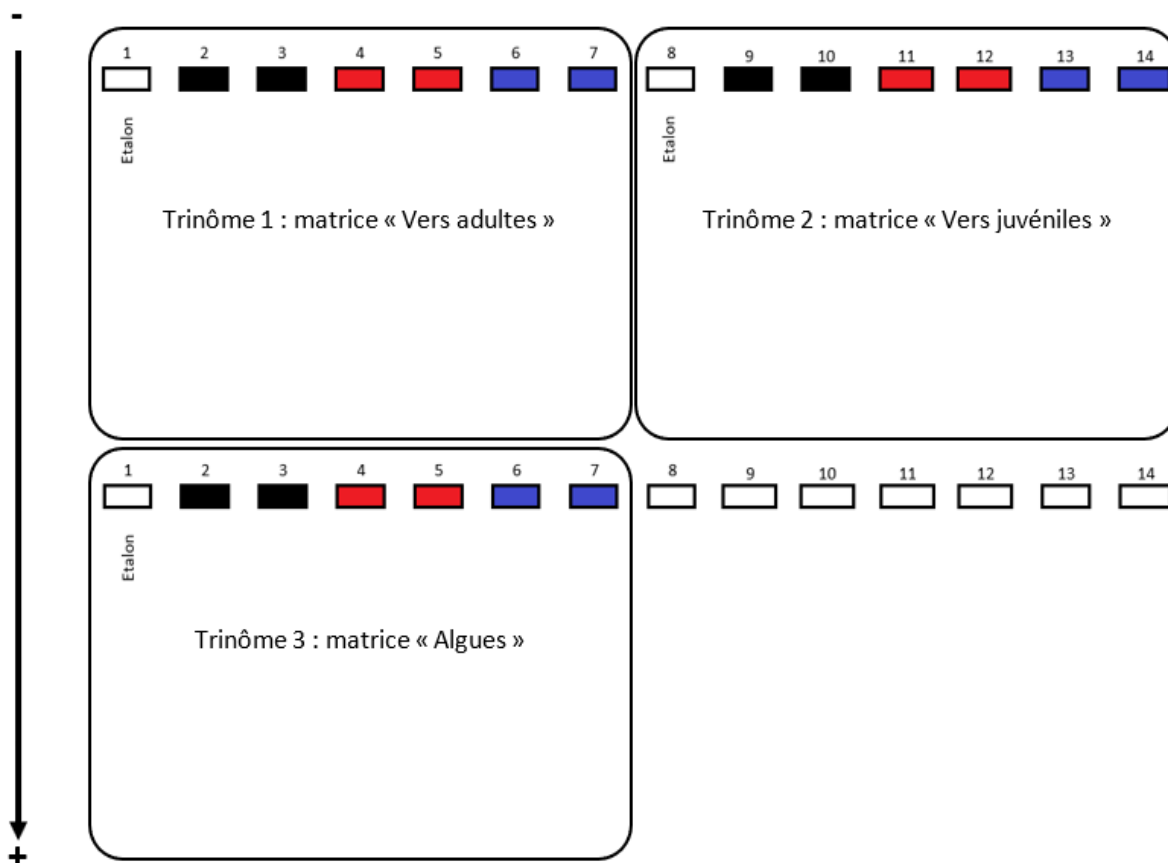 -
1 2 3 4 5 6 7 8 9 10 11 12 13 14
Etalon Etalon
Trinôme 1 : matrice « Vers adultes » Trinôme 2 : matrice « Vers juvéniles »
1 2 3 4 5 6 7 8 9 10 11 12 13 14
Etalon
Trinôme 3 : matrice « Algues »
+